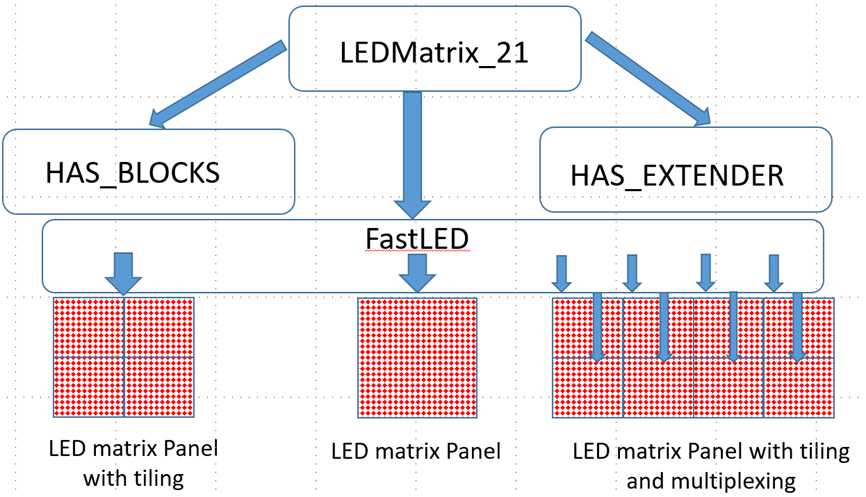 LEDMatrix_21
HAS_BLOCKS
HAS_EXTENDER
FastLED
LED matrix Panel
with tiling
LED matrix Panel
LED matrix Panel with tiling
and multiplexing